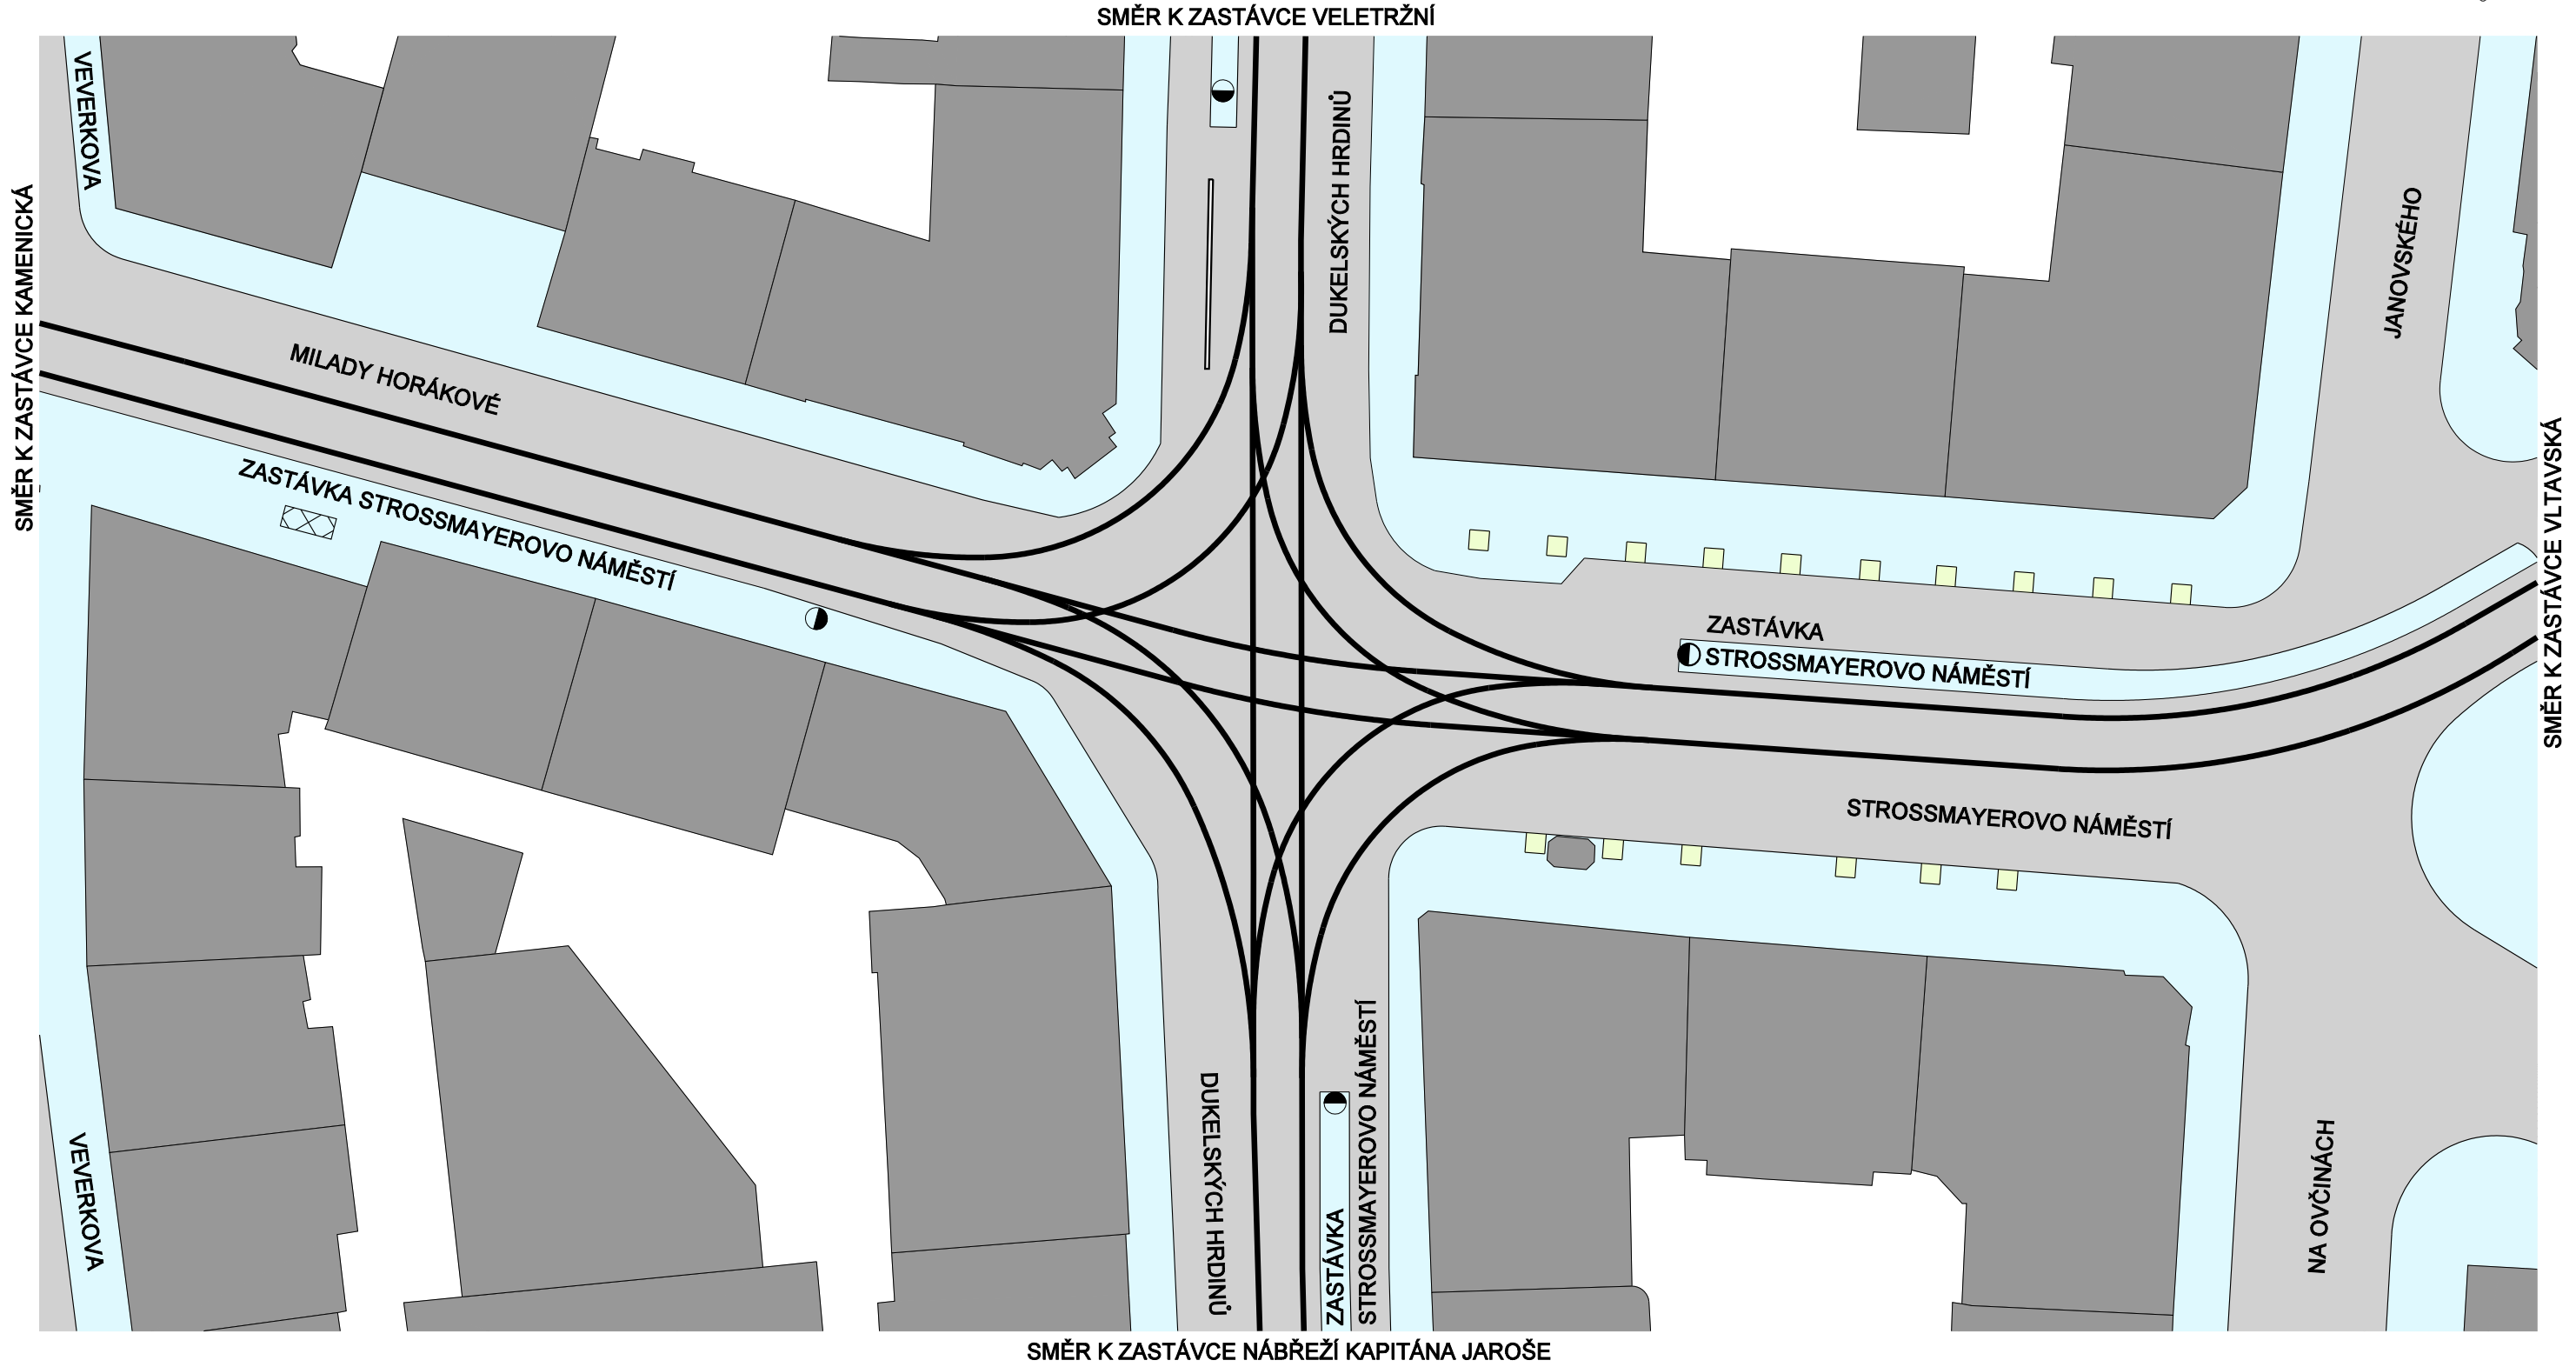 SMĚR K ZASTÁVCE VELETRŽNÍ
VEVERKOVA
DUKELSKÝCH HRDINŮ
JANOVSKÉHO
SMĚR K ZASTÁVCE KAMENICKÁ
MILADY HORÁKOVÉ
ZASTÁVKA STROSSMAYEROVO NÁMĚSTÍ
ZASTÁVKA
STROSSMAYEROVO NÁMĚSTÍ
SMĚR K ZASTÁVCE VLTAVSKÁ
STROSSMAYEROVO NÁMĚSTÍ
VEVERKOVA
DUKELSKÝCH HRDINŮ
ZASTÁVKA
STROSSMAYEROVO NÁMĚSTÍ
NA OVČINÁCH
SMĚR K ZASTÁVCE NÁBŘEŽÍ KAPITÁNA JAROŠE